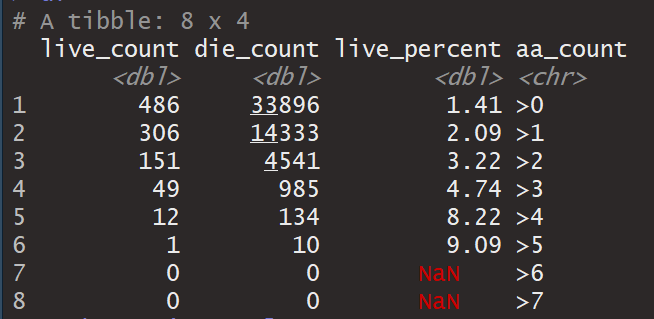 # A tibble: 8 x 4
live_count die_count live_percent aa_count
<dbl> <dbl> <dbl> <chr>
1 486 33896 1.41 >0
2 306 14333 2.09 >1
3 151 4541 3.22 >2
4 49 985 4.74 >3
5 12 134 8.22 >4
6 1 10 9.09 >5
7 0 0 NaN >6
8 0 0 NaN >7